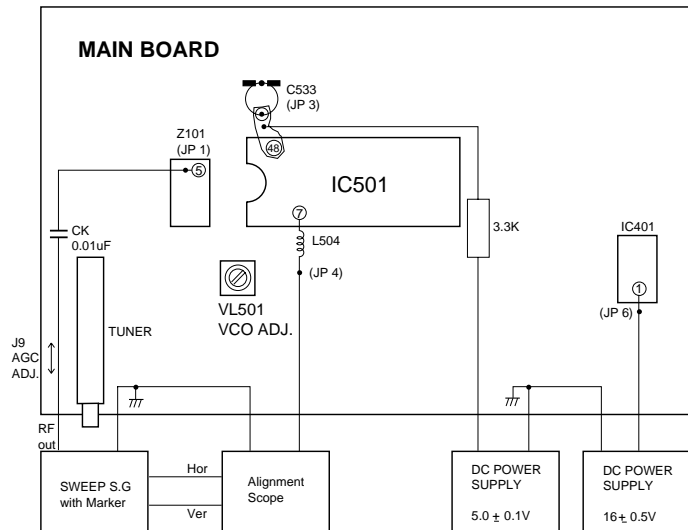 MAIN BOARD
C533
(JP 3)
Z101
(JP 1)
48
5
IC501
CK
0.01uF
7
L504
3.3K
IC401
1
(JP 6)
(JP 4)
VL501
VCO ADJ.
TUNER
J9
AGC
ADJ.
RF
out
SWEEP S.G
with Marker
Hor
Ver
Alignment
Scope
DC POWER
SUPPLY
5.0 ± 0.1V
DC POWER
SUPPLY
16 ± 0.5V